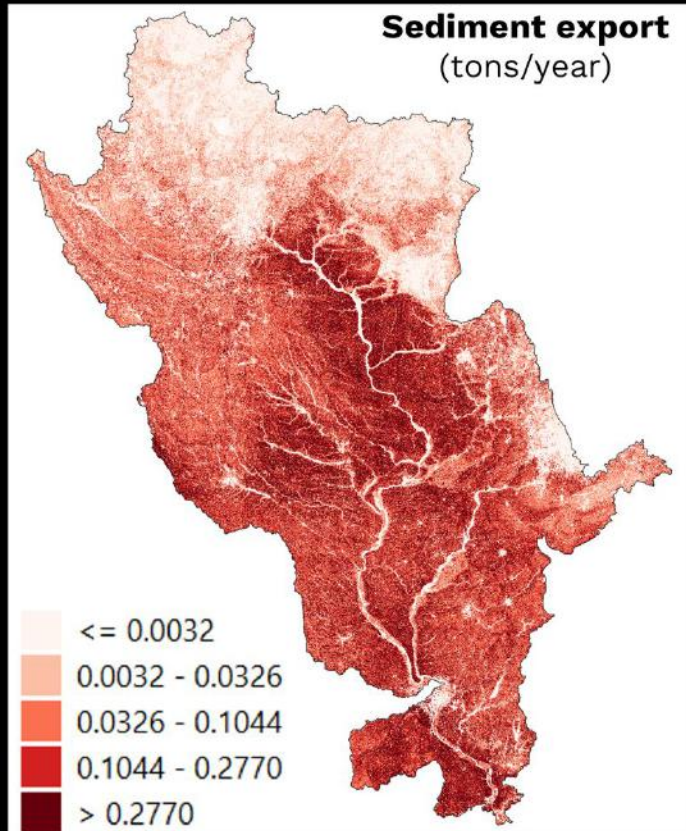 Sediment export
(tons/year)
<= 0.0032
0.0032 - 0.0326
0.0326 - 0.1044
0.1044 - 0.2770
> 0.2770